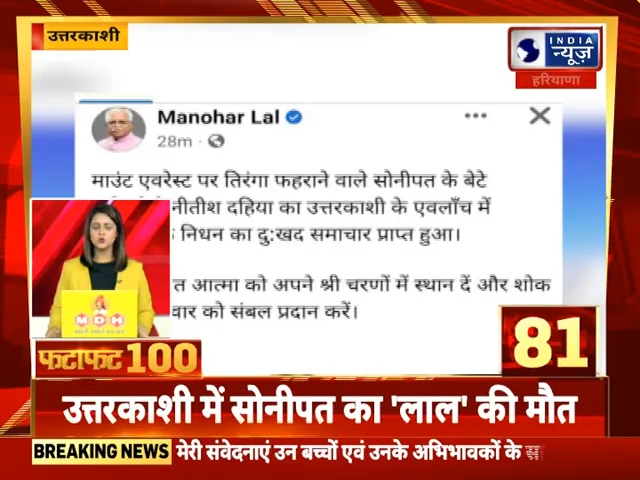 उत्तरकाशी
INDIA
न्यूज़
हरियाणा
Manohar Lal
28m
माउंट एवरेस्ट पर तिरंगा फहराने वाले सोनीपत के बेटे
नीतीश दहिया का उत्तरकाशी के एवलाँच में
निधन का दु:खद समाचार प्राप्त हुआ।
आत्मा को अपने श्री चरणों में स्थान दें और शोक
को संबल प्रदान करें।
MDH
फटाफट 100
81
उत्तरकाशी में सोनीपत का 'लाल' की मौत
BREAKING NEWS मेरी संवेदनाएं उन बच्चों एवं उनके अभिभावकों के